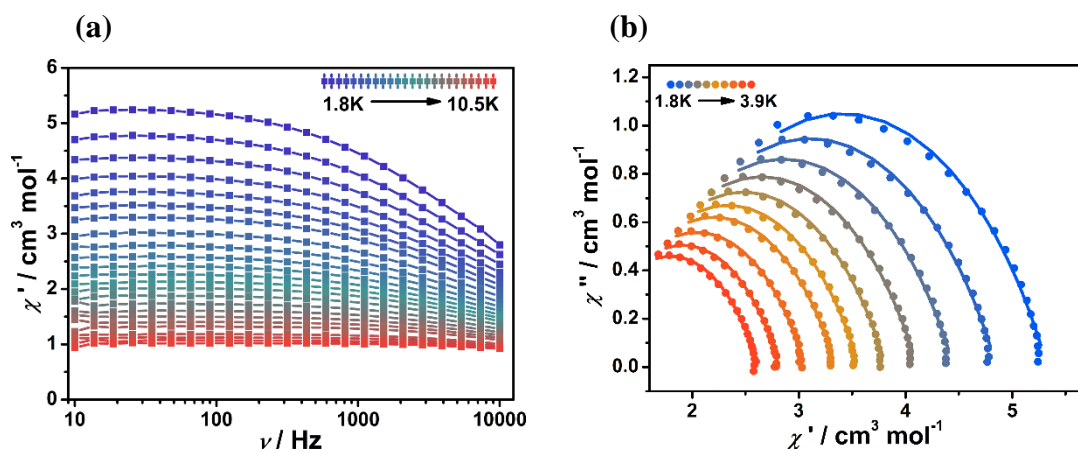 (a)
(b)
6
5
4
3
2
1
0
χ ' / cm³ mol⁻¹
1.8K → 10.5K
10 100 1000 10000
ν / Hz
1.2
1.0
0.8
0.6
0.4
0.2
0.0
χ '' / cm³ mol⁻¹
1.8K → 3.9K
2 3 4 5
χ ' / cm³ mol⁻¹